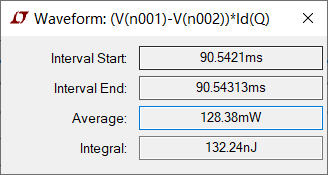 Waveform: (V(n001)-V(n002))*Id(Q)
Interval Start: 90.5421ms
Interval End: 90.54313ms
Average: 128.38mW
Integral: 132.24nJ